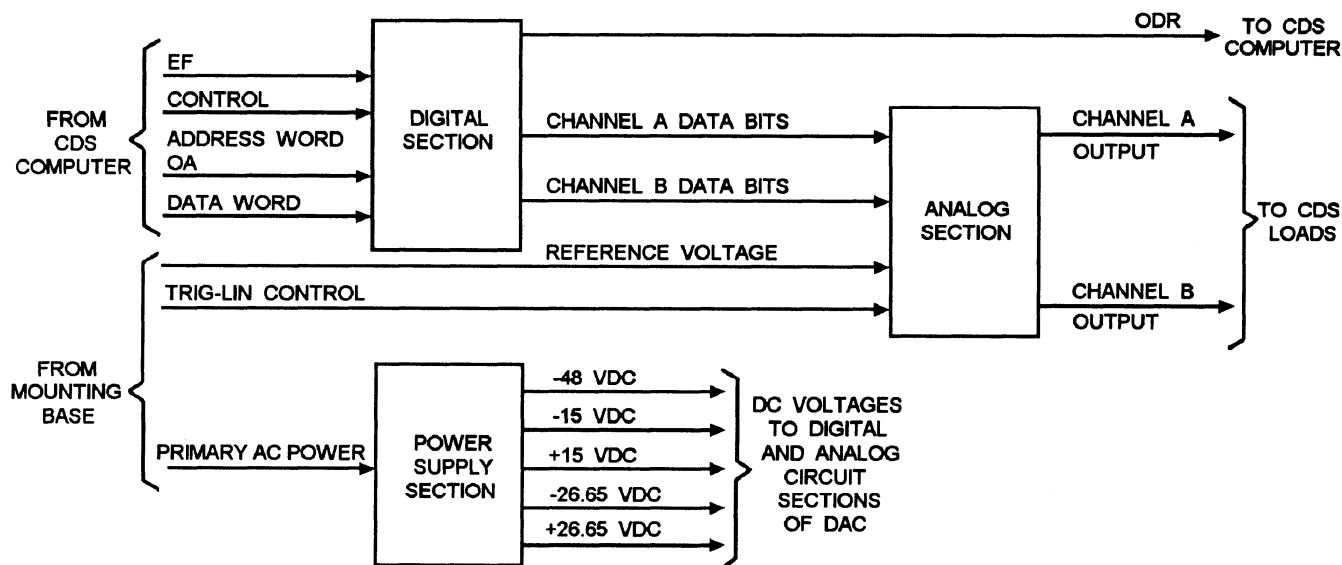 ODR
TO CDS
COMPUTER
FROM
CDS
COMPUTER
EF
CONTROL
ADDRESS WORD
OA
DATA WORD
DIGITAL
SECTION
CHANNEL A DATA BITS
CHANNEL B DATA BITS
ANALOG
SECTION
CHANNEL A
OUTPUT
CHANNEL B
OUTPUT
TO CDS
LOADS
REFERENCE VOLTAGE
TRIG-LIN CONTROL
FROM
MOUNTING
BASE
PRIMARY AC POWER
POWER
SUPPLY
SECTION
-48 VDC
-15 VDC
+15 VDC
-26.65 VDC
+26.65 VDC
DC VOLTAGES
TO DIGITAL
AND ANALOG
CIRCUIT
SECTIONS
OF DAC